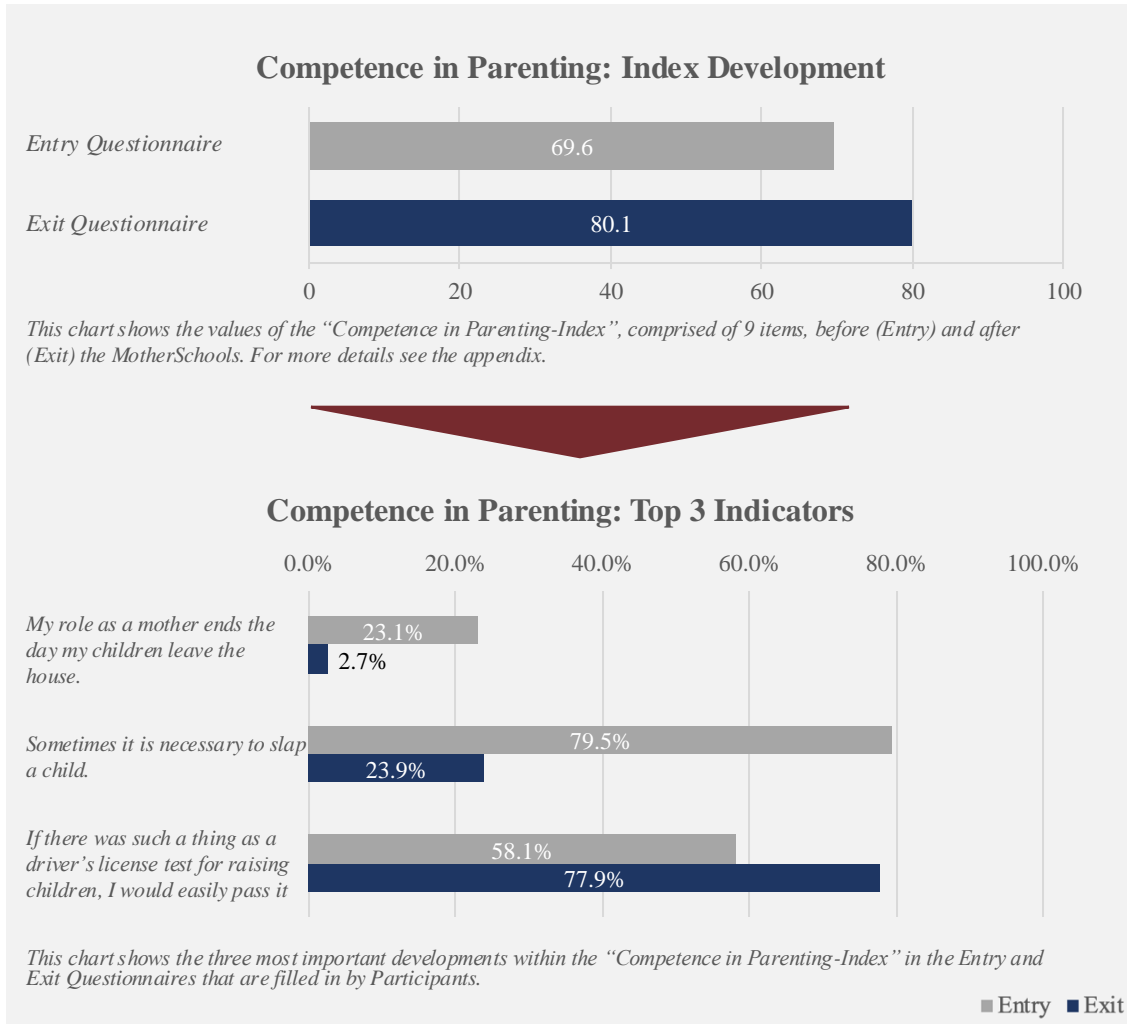 Competence in Parenting: Index Development
Entry Questionnaire
69.6
Exit Questionnaire
80.1
0 20 40 60 80 100
This chart shows the values of the “Competence in Parenting-Index”, comprised of 9 items, before (Entry) and after
(Exit) the MotherSchools. For more details see the appendix.
Competence in Parenting: Top 3 Indicators
0.0% 20.0% 40.0% 60.0% 80.0% 100.0%
My role as a mother ends the
day my children leave the
house.
23.1%
2.7%
Sometimes it is necessary to slap
a child.
79.5%
23.9%
If there was such a thing as a
driver’s license test for raising
children, I would easily pass it
58.1%
77.9%
This chart shows the three most important developments within the “Competence in Parenting-Index” in the Entry and
Exit Questionnaires that are filled in by Participants.
Entry Exit